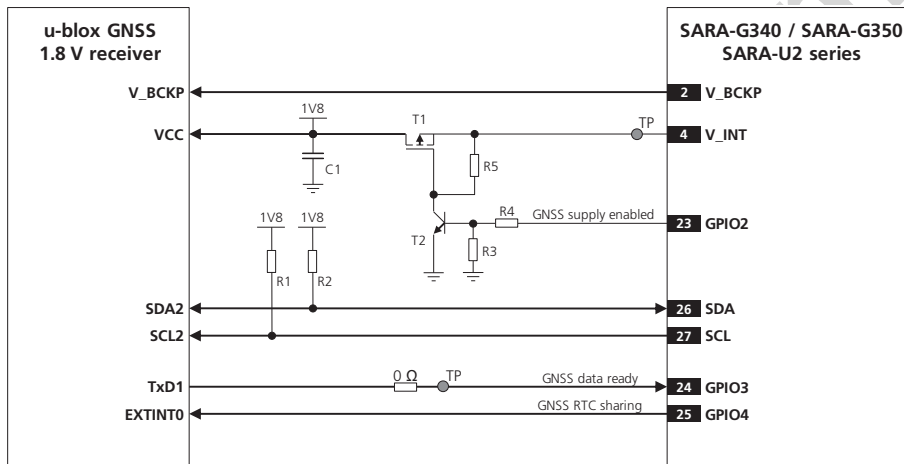 u-blox GNSS
1.8 V receiver
SARA-G340 / SARA-G350
SARA-U2 series
V_BCKP
2 V_BCKP
1V8
T1
TP
VCC
4 V_INT
C1
R5
1V8 1V8
R4 GNSS supply enabled
23 GPIO2
T2
R3
R1 R2
SDA2
26 SDA
SCL2
27 SCL
0 Ω TP GNSS data ready
TxD1
24 GPIO3
GNSS RTC sharing
EXTINT0
25 GPIO4